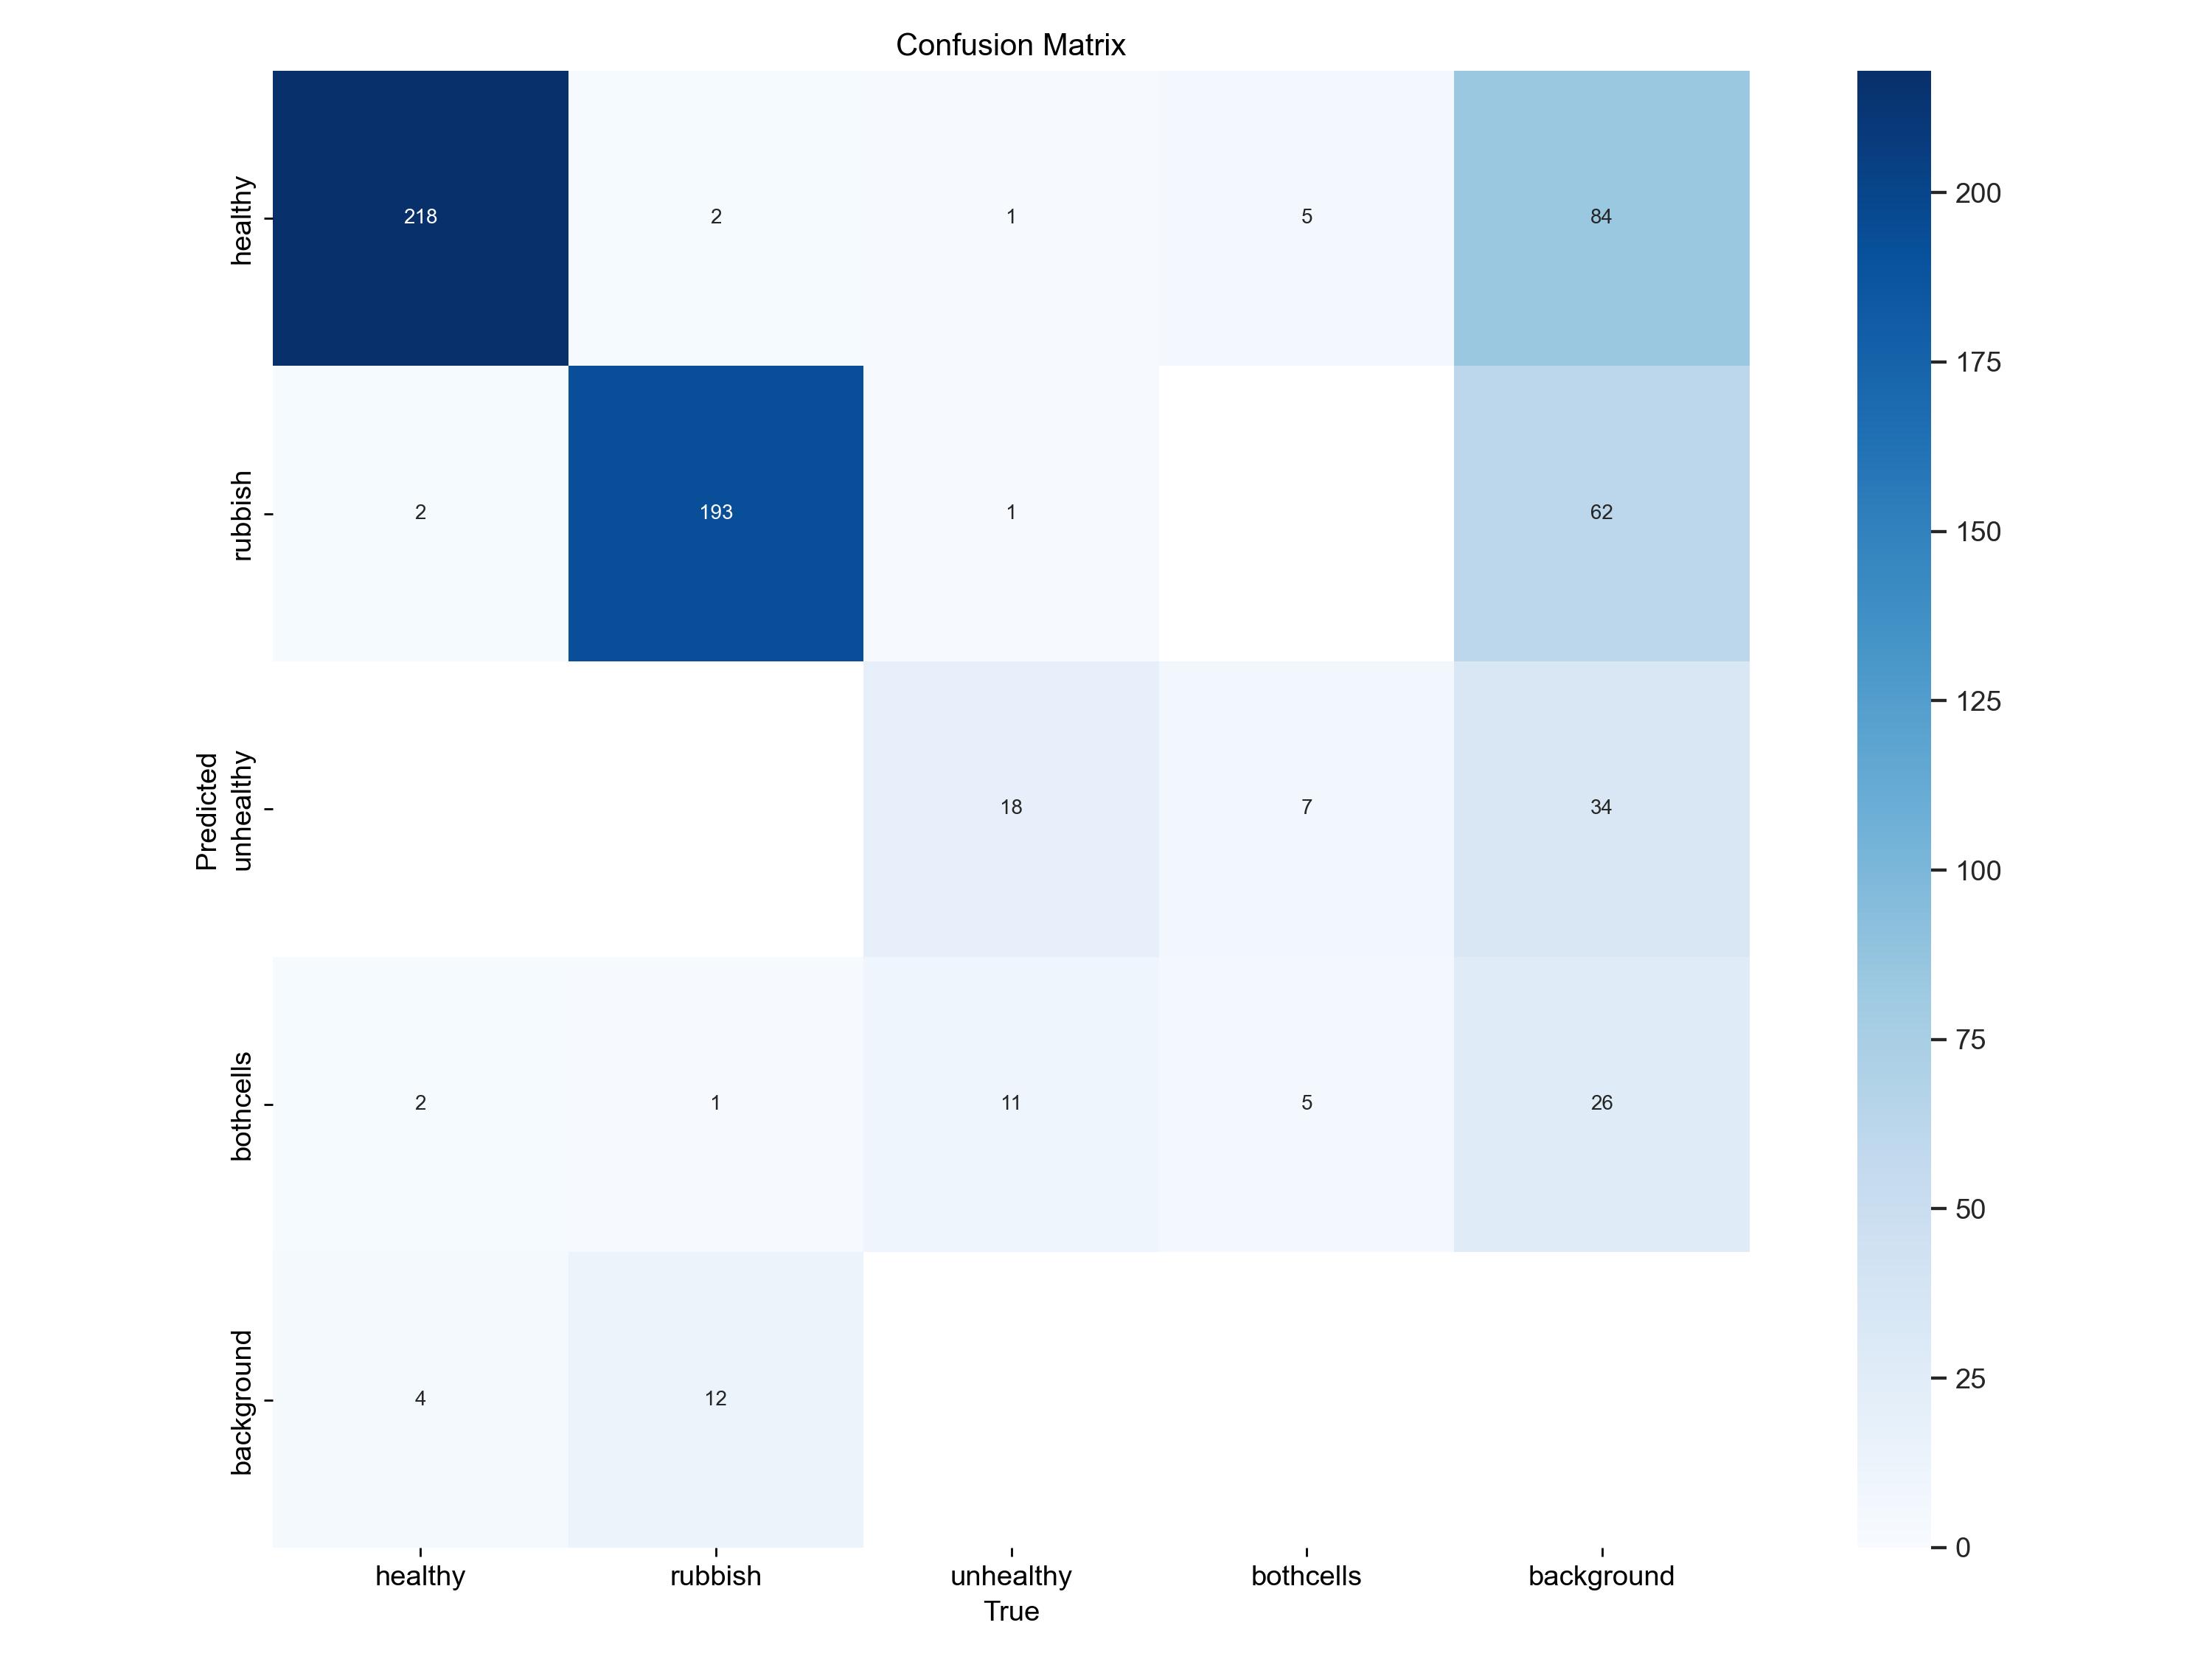 Confusion Matrix
healthy
218 2 1 5 84
200
175
rubbish
2 193 1 62
150
125
Predicted
unhealthy
18 7 34
100
75
bothcells
2 1 11 5 26
50
25
background
4 12
0
healthy rubbish unhealthy bothcells background
True